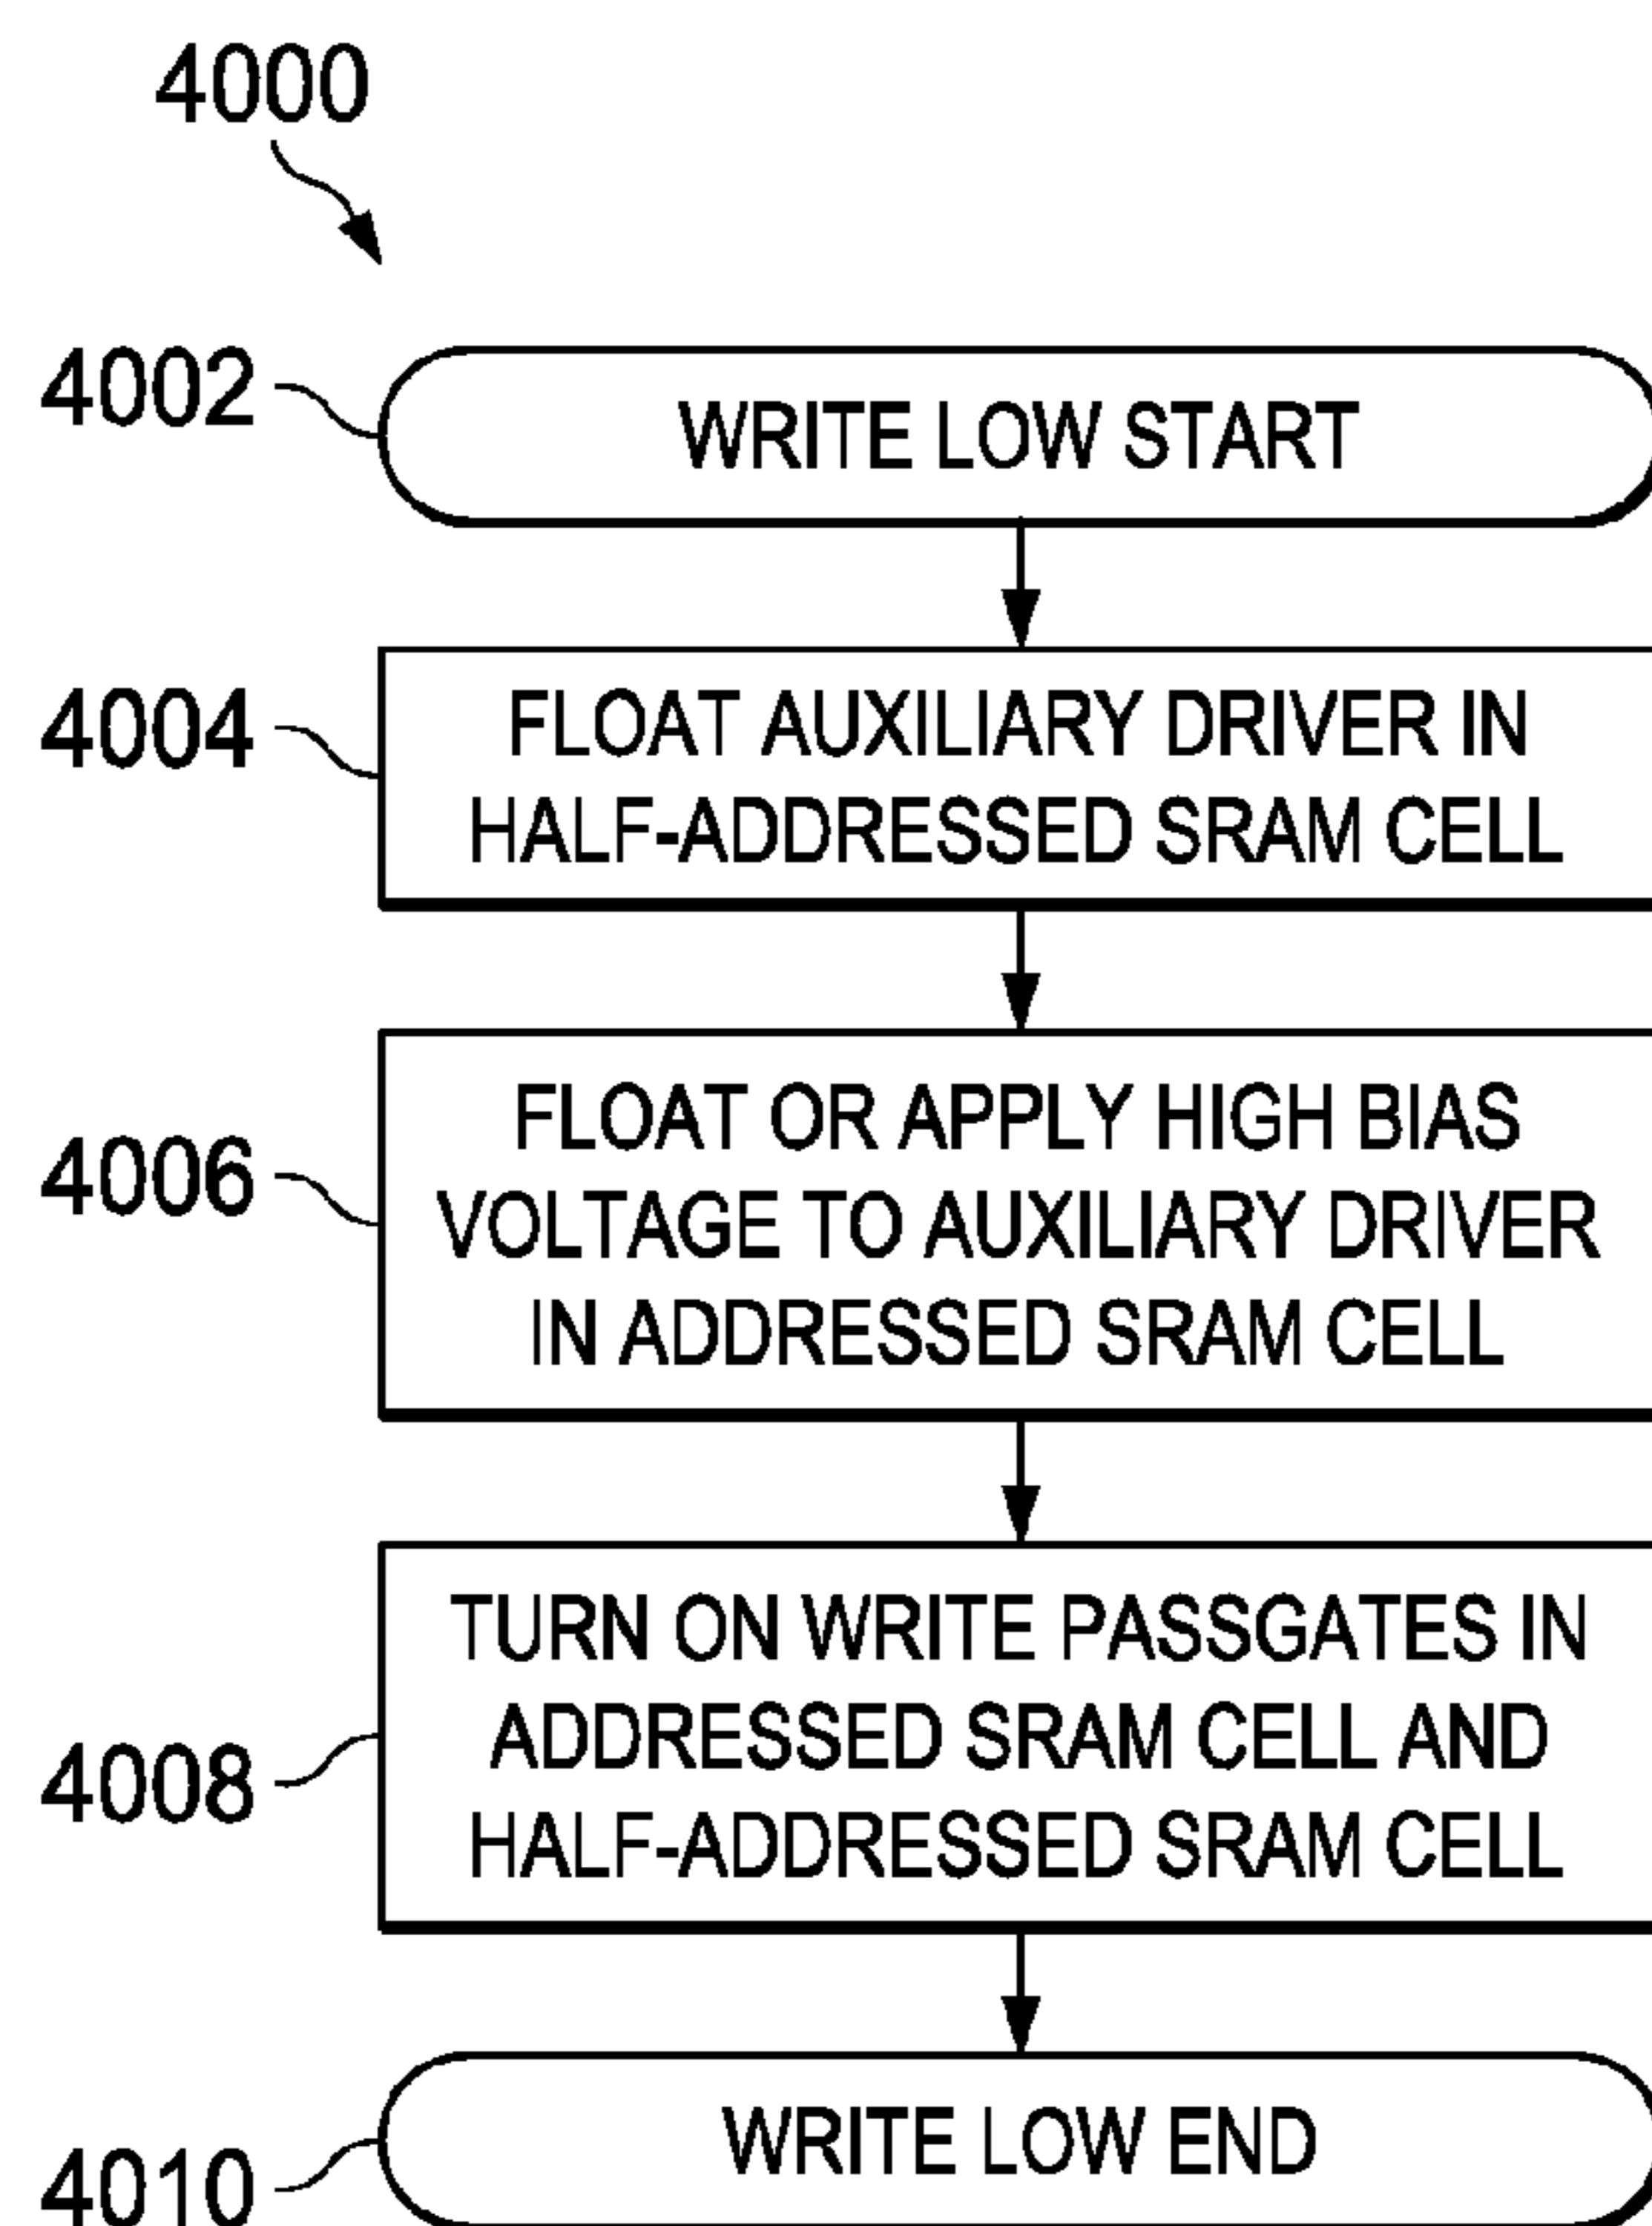 4000
4002
WRITE LOW START
4004
FLOAT AUXILIARY DRIVER IN
HALF-ADDRESSED SRAM CELL
4006
FLOAT OR APPLY HIGH BIAS
VOLTAGE TO AUXILIARY DRIVER
IN ADDRESSED SRAM CELL
4008
TURN ON WRITE PASSGATES IN
ADDRESSED SRAM CELL AND
HALF-ADDRESSED SRAM CELL
4010
WRITE LOW END